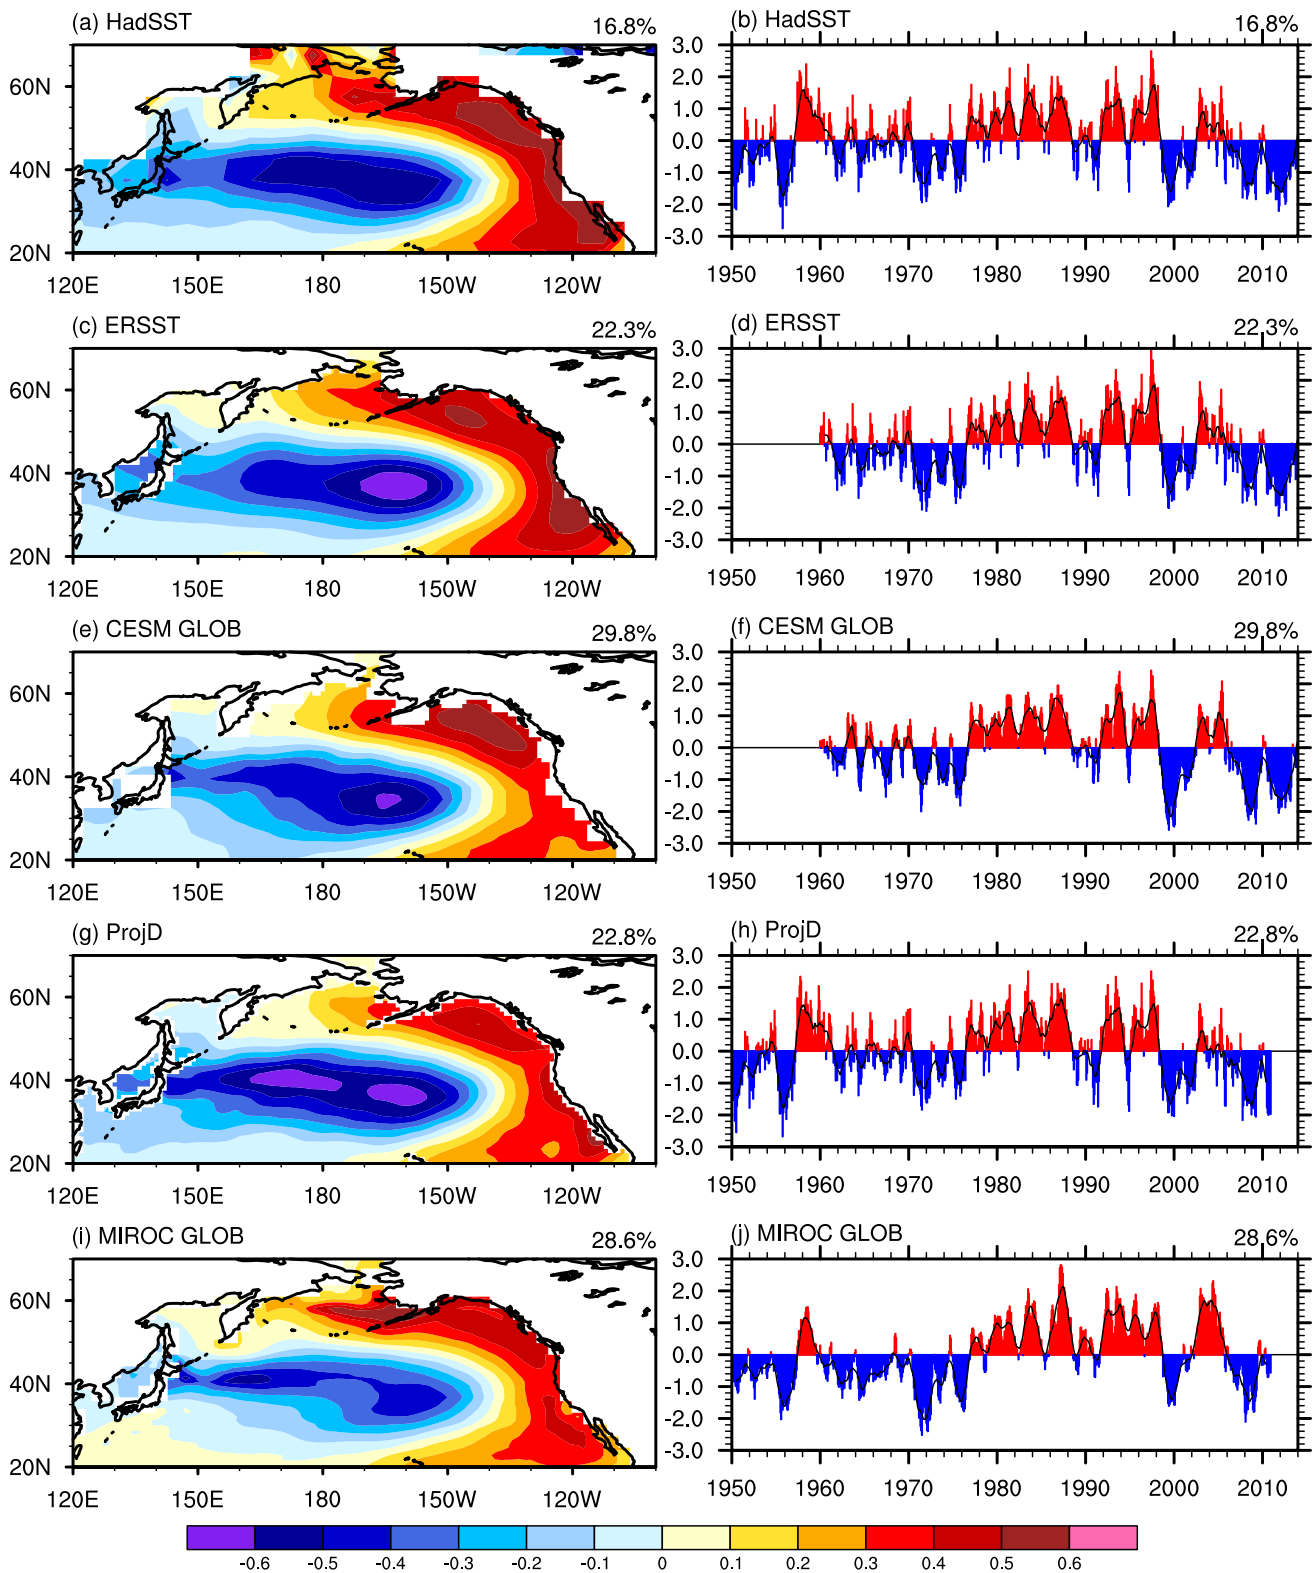 (a) HadSST 16.8% (b) HadSST 16.8%
60N 3.0
2.0
1.0
40N 0.0
-1.0
-2.0
20N -3.0
120E 150E 180 150W 120W 1950 1960 1970 1980 1990 2000 2010
(c) ERSST 22.3% (d) ERSST 22.3%
60N 3.0
2.0
1.0
40N 0.0
-1.0
-2.0
20N -3.0
120E 150E 180 150W 120W 1950 1960 1970 1980 1990 2000 2010
(e) CESM GLOB 29.8% (f) CESM GLOB 29.8%
60N 3.0
2.0
1.0
40N 0.0
-1.0
-2.0
20N -3.0
120E 150E 180 150W 120W 1950 1960 1970 1980 1990 2000 2010
(g) ProjD 22.8% (h) ProjD 22.8%
60N 3.0
2.0
1.0
40N 0.0
-1.0
-2.0
20N -3.0
120E 150E 180 150W 120W 1950 1960 1970 1980 1990 2000 2010
(i) MIROC GLOB 28.6% (j) MIROC GLOB 28.6%
60N 3.0
2.0
1.0
40N 0.0
-1.0
-2.0
20N -3.0
120E 150E 180 150W 120W 1950 1960 1970 1980 1990 2000 2010
-0.6 -0.5 -0.4 -0.3 -0.2 -0.1 0 0.1 0.2 0.3 0.4 0.5 0.6